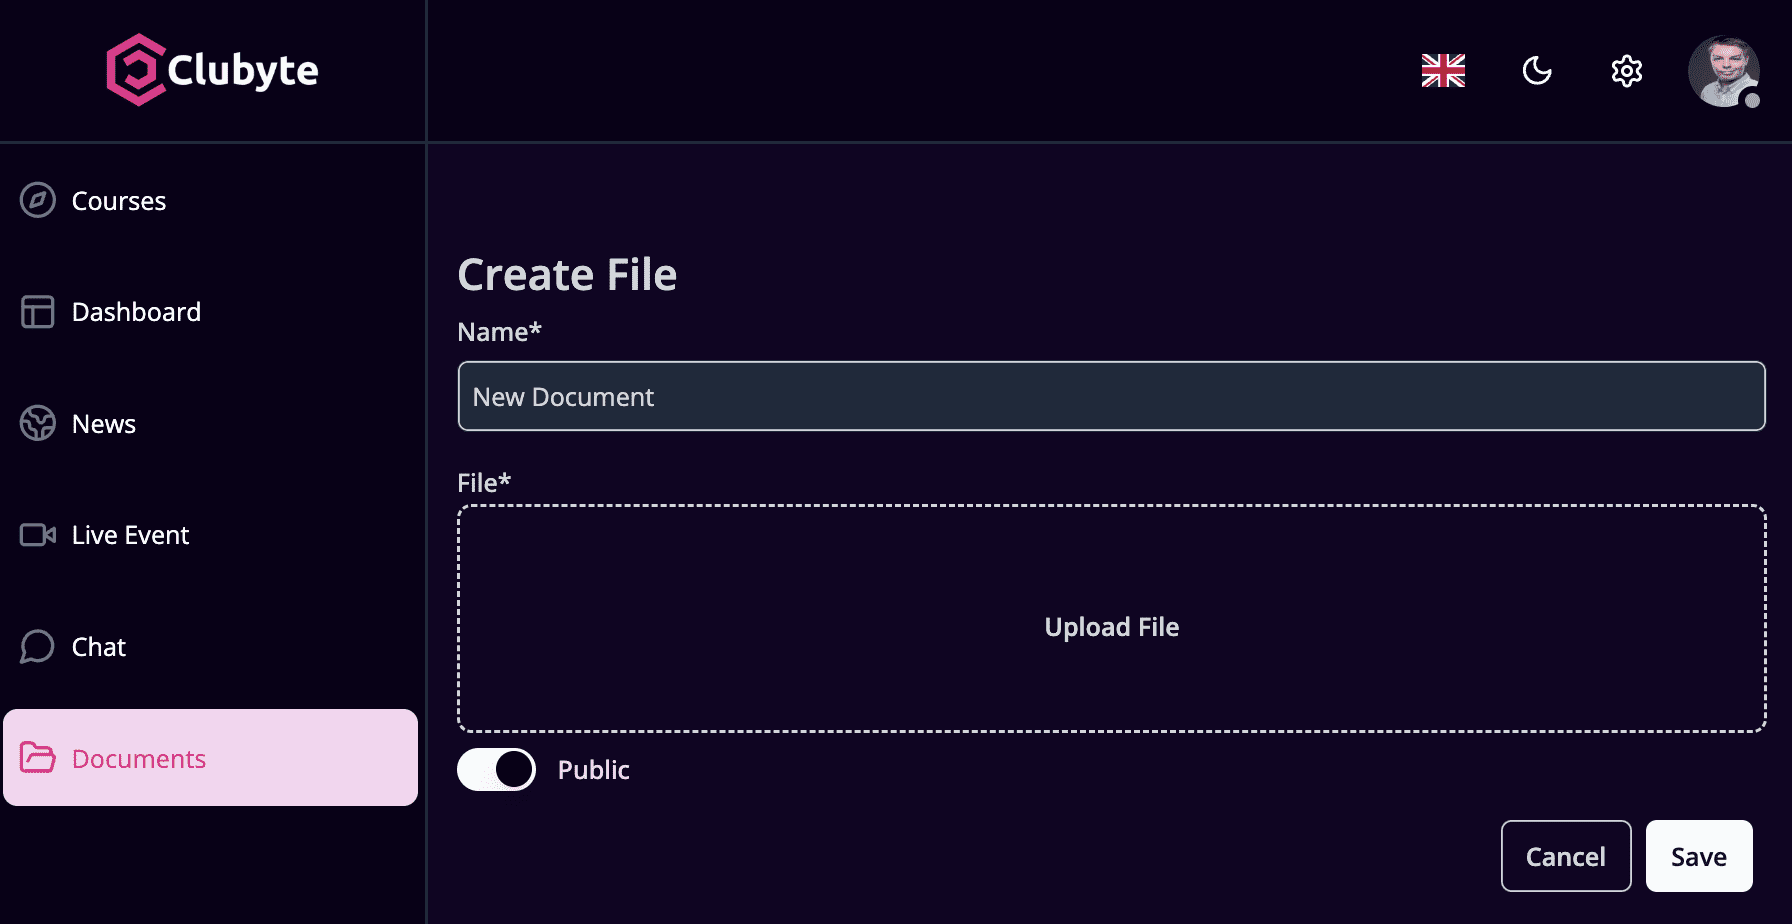 Clubyte
Courses
Dashboard
News
Live Event
Chat
Documents
Create File
Name*
New Document
File*
Upload File
Public
Cancel
Save